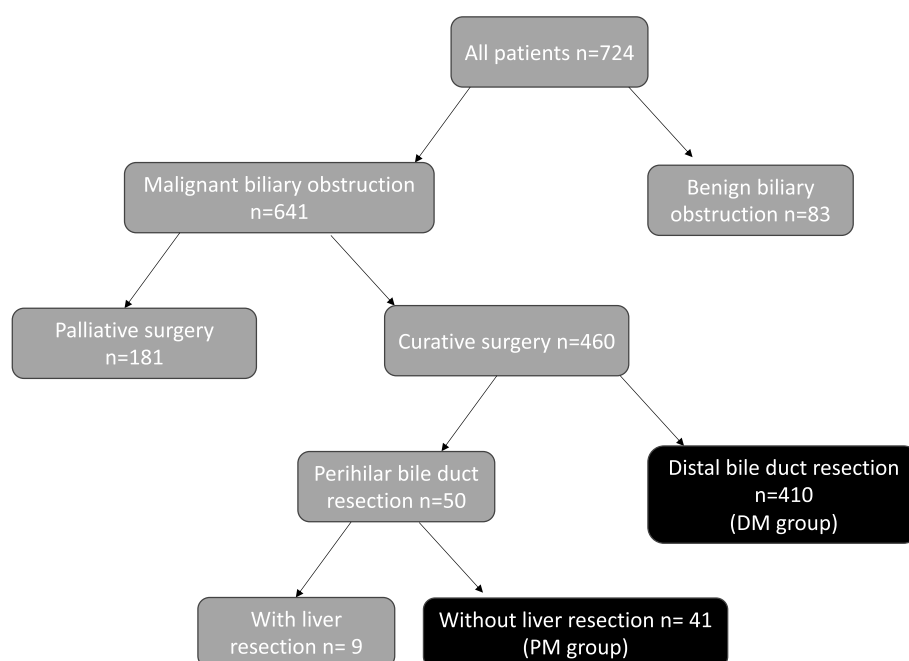 All patients n=724
Malignant biliary obstruction
n=641
Benign biliary
obstruction n=83
Palliative surgery
n=181
Curative surgery n=460
Perihilar bile duct
resection n=50
Distal bile duct resection
n=410
(DM group)
With liver
resection n= 9
Without liver resection n= 41
(PM group)